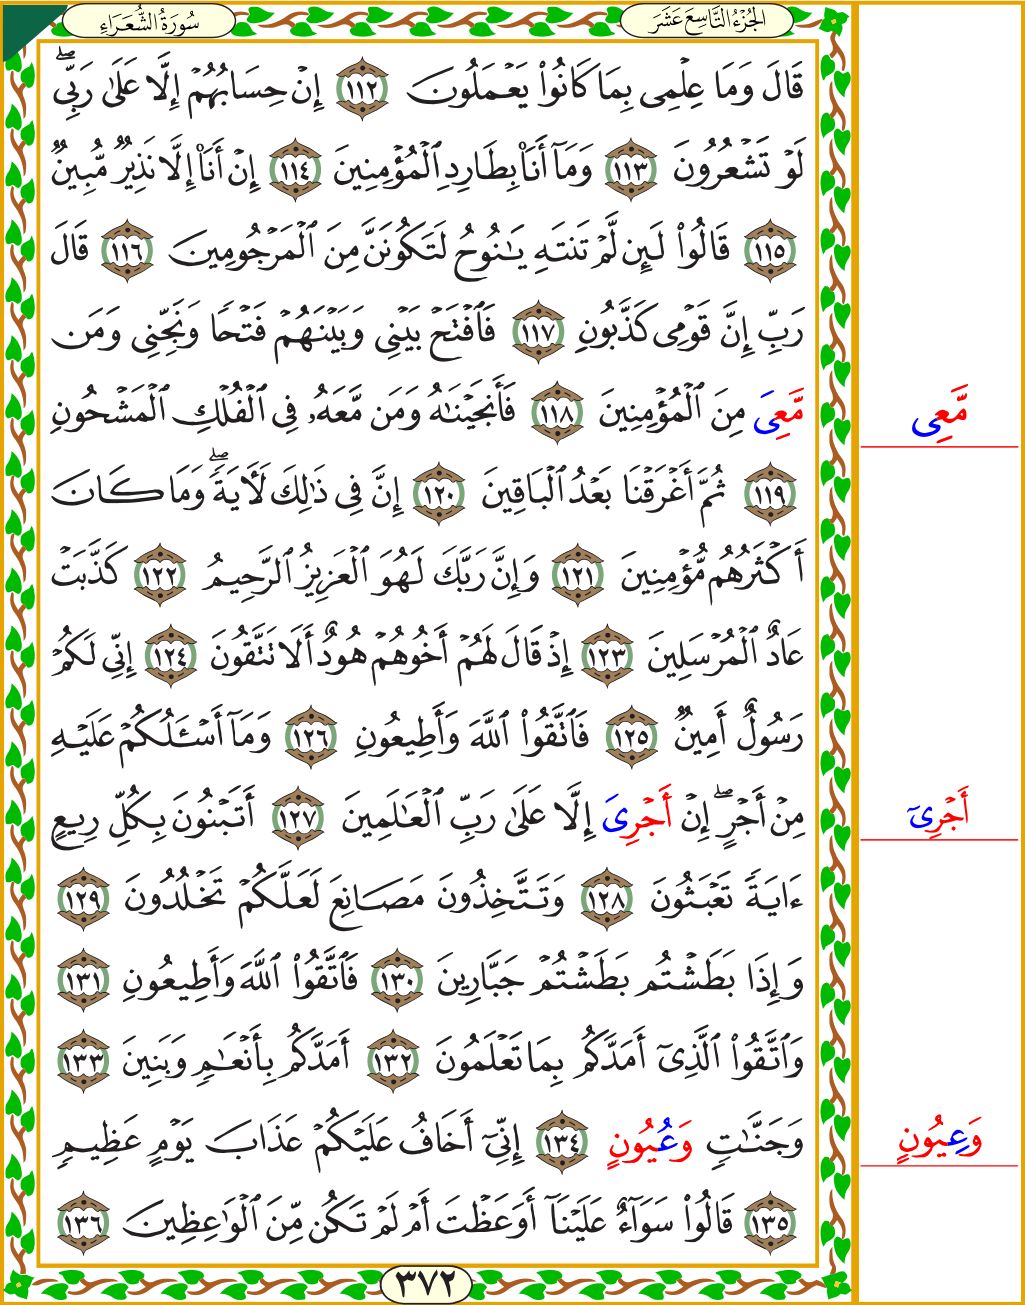 الجُزْءُ التَّاسِعَ عَشَرَ
سُورَةُ الشُّعَرَاءِ
قَالَ وَمَا عِلْمِى بِمَا كَانُوا۟ يَعْمَلُونَ ١١٢ إِنْ حِسَابُهُمْ إِلَّا عَلَىٰ رَبِّى ۖ
لَوْ تَشْعُرُونَ ١١٣ وَمَآ أَنَا۠ بِطَارِدِ ٱلْمُؤْمِنِينَ ١١٤ إِنْ أَنَا۠ إِلَّا نَذِيرٌ مُّبِينٌ
١١٥ قَالُوا۟ لَئِن لَّمْ تَنتَهِ يَـٰنُوحُ لَتَكُونَنَّ مِنَ ٱلْمَرْجُومِينَ ١١٦ قَالَ
رَبِّ إِنَّ قَوْمِى كَذَّبُونِ ١١٧ فَٱفْتَحْ بَيْنِى وَبَيْنَهُمْ فَتْحًا وَنَجِّنِى وَمَن
مَّعِىَ مِنَ ٱلْمُؤْمِنِينَ ١١٨ فَأَنجَيْنَـٰهُ وَمَن مَّعَهُۥ فِى ٱلْفُلْكِ ٱلْمَشْحُونِ
مَّعِى
١١٩ ثُمَّ أَغْرَقْنَا بَعْدُ ٱلْبَاقِينَ ١٢٠ إِنَّ فِى ذَٰلِكَ لَـَٔايَةً ۖ وَمَا كَانَ
أَكْثَرُهُم مُّؤْمِنِينَ ١٢١ وَإِنَّ رَبَّكَ لَهُوَ ٱلْعَزِيزُ ٱلرَّحِيمُ ١٢٢ كَذَّبَتْ
عَادٌ ٱلْمُرْسَلِينَ ١٢٣ إِذْ قَالَ لَهُمْ أَخُوهُمْ هُودٌ أَلَا تَتَّقُونَ ١٢٤ إِنِّى لَكُمْ
رَسُولٌ أَمِينٌ ١٢٥ فَٱتَّقُوا۟ ٱللَّهَ وَأَطِيعُونِ ١٢٦ وَمَآ أَسْـَٔلُكُمْ عَلَيْهِ
مِنْ أَجْرٍ ۖ إِنْ أَجْرِىَ إِلَّا عَلَىٰ رَبِّ ٱلْعَـٰلَمِينَ ١٢٧ أَتَبْنُونَ بِكُلِّ رِيعٍ
أَجْرِىٓ
ءَايَةً تَعْبَثُونَ ١٢٨ وَتَتَّخِذُونَ مَصَانِعَ لَعَلَّكُمْ تَخْلُدُونَ ١٢٩
وَإِذَا بَطَشْتُم بَطَشْتُمْ جَبَّارِينَ ١٣٠ فَٱتَّقُوا۟ ٱللَّهَ وَأَطِيعُونِ ١٣١
وَٱتَّقُوا۟ ٱلَّذِىٓ أَمَدَّكُم بِمَا تَعْلَمُونَ ١٣٢ أَمَدَّكُم بِأَنْعَـٰمٍ وَبَنِينَ ١٣٣
وَجَنَّـٰتٍ وَعُيُونٍ ١٣٤ إِنِّىٓ أَخَافُ عَلَيْكُمْ عَذَابَ يَوْمٍ عَظِيمٍ
وَعِيُونٍ
١٣٥ قَالُوا۟ سَوَآءٌ عَلَيْنَآ أَوَعَظْتَ أَمْ لَمْ تَكُن مِّنَ ٱلْوَٰعِظِينَ ١٣٦
٣٧٢